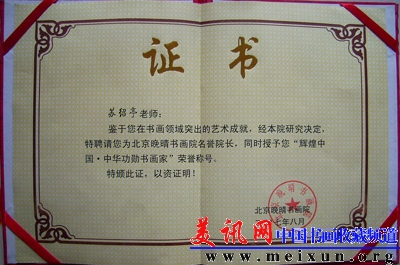 证书
苏绍亭老师:
鉴于您在书画领域突出的艺术成就,经本院研究决定,
特聘请您为北京晚晴书画院名誉院长,同时授予您“辉煌中
国·中华功勋书画家”荣誉称号。
特颁此证,以资证明!
北京晚晴书画院
七年八月
美讯网 中国书画收藏频道
www.meixun.org